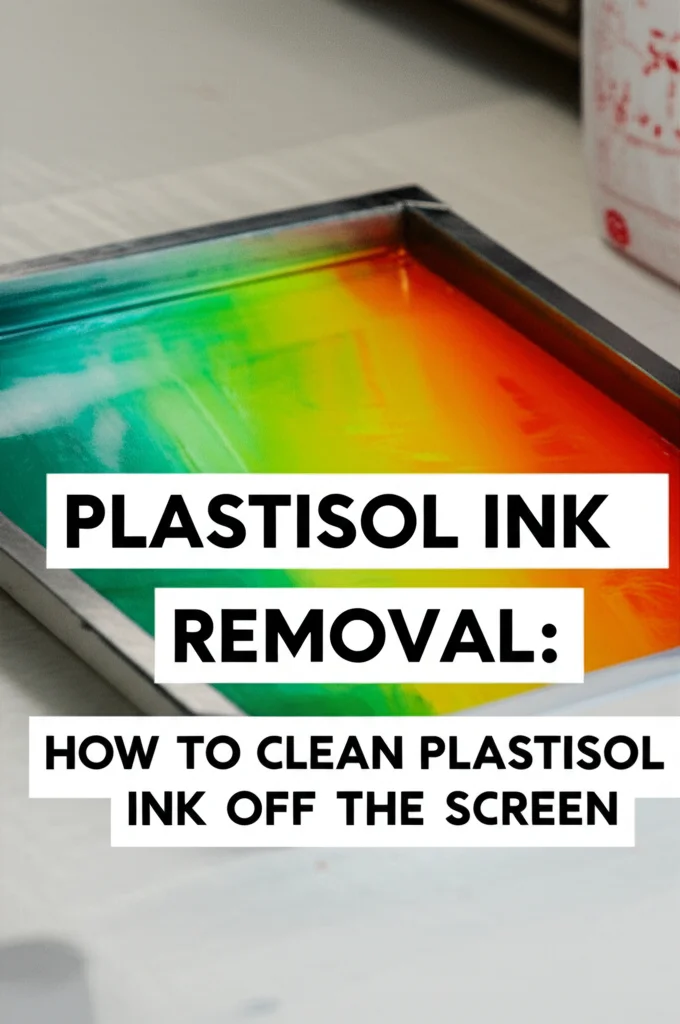 PLASTISOL INK
REMOVAL:
HOW TO CLEAN PLASTISOL
INK OFF THE SCREEN